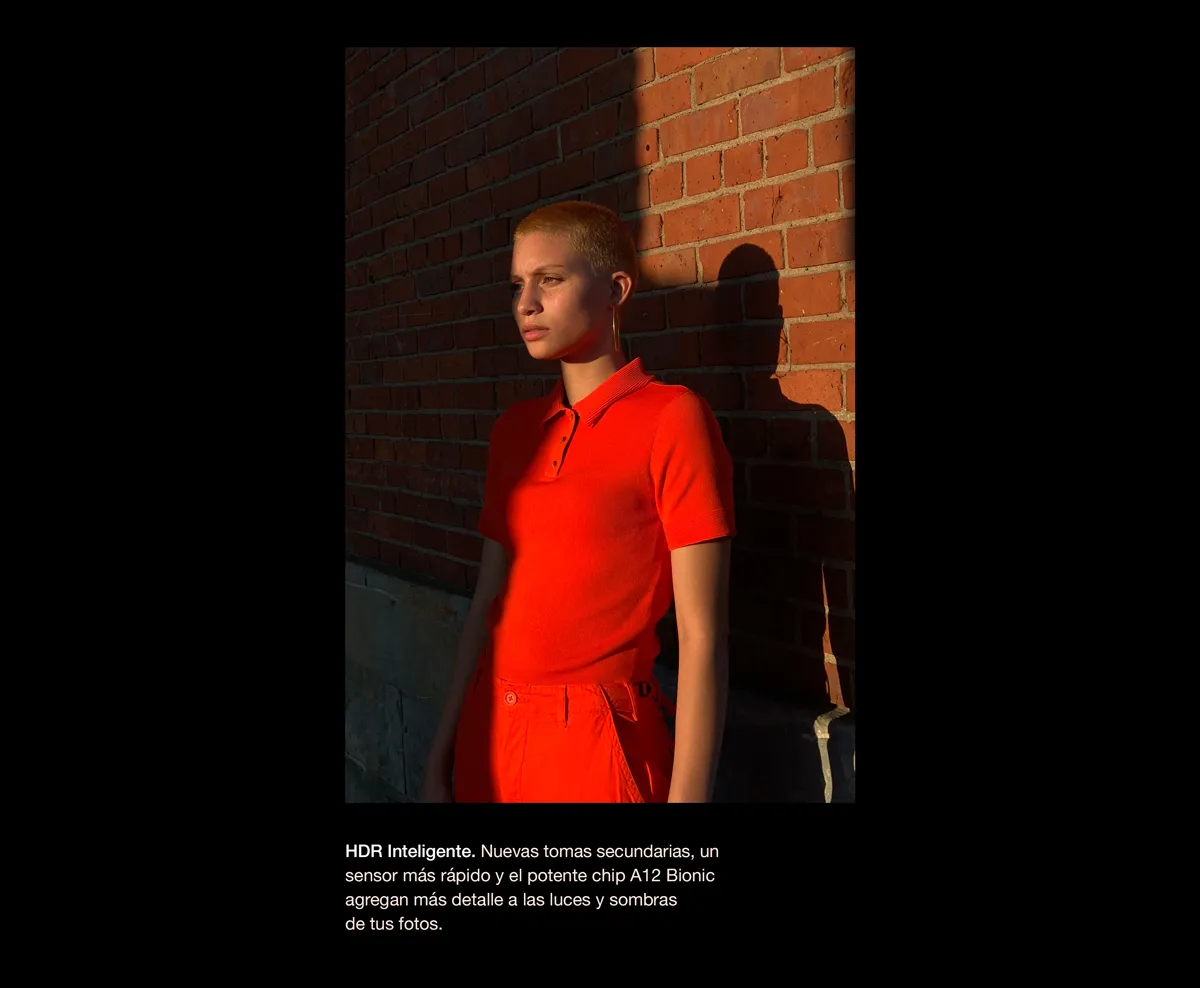 HDR Inteligente. Nuevas tomas secundarias, un
sensor más rápido y el potente chip A12 Bionic
agregan más detalle a las luces y sombras
de tus fotos.